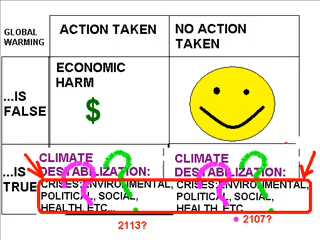 GLOBAL WARMING
ACTION TAKEN
NO ACTION TAKEN
...IS FALSE
ECONOMIC HARM
$
...IS TRUE
CLIMATE DESTABILIZATION:
CRISES: ENVIRONMENTAL,
POLITICAL, SOCIAL,
HEALTH, ETC...
CLIMATE DESTABILIZATION:
CRISES: ENVIRONMENTAL,
POLITICAL, SOCIAL,
HEALTH, ETC...
? ?
? ?
2113?
2107?